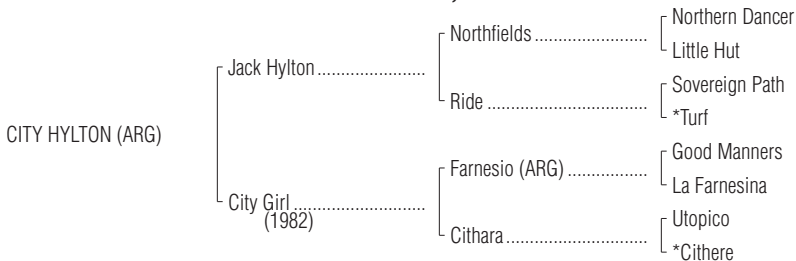 Northern Dancer
Northfields
Little Hut
Jack Hylton
Sovereign Path
Ride
*Turf
CITY HYLTON (ARG)
Good Manners
Farnesio (ARG)
La Farnesina
City Girl
(1982)
Utopico
Cithara
*Cithere